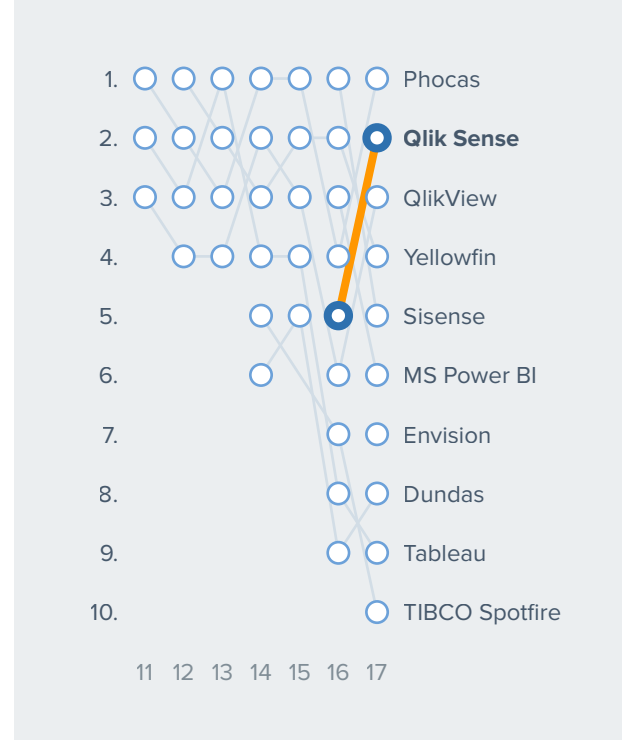 1. Phocas
2. Qlik Sense
3. QlikView
4. Yellowfin
5. Sisense
6. MS Power BI
7. Envision
8. Dundas
9. Tableau
10. TIBCO Spotfire
11 12 13 14 15 16 17